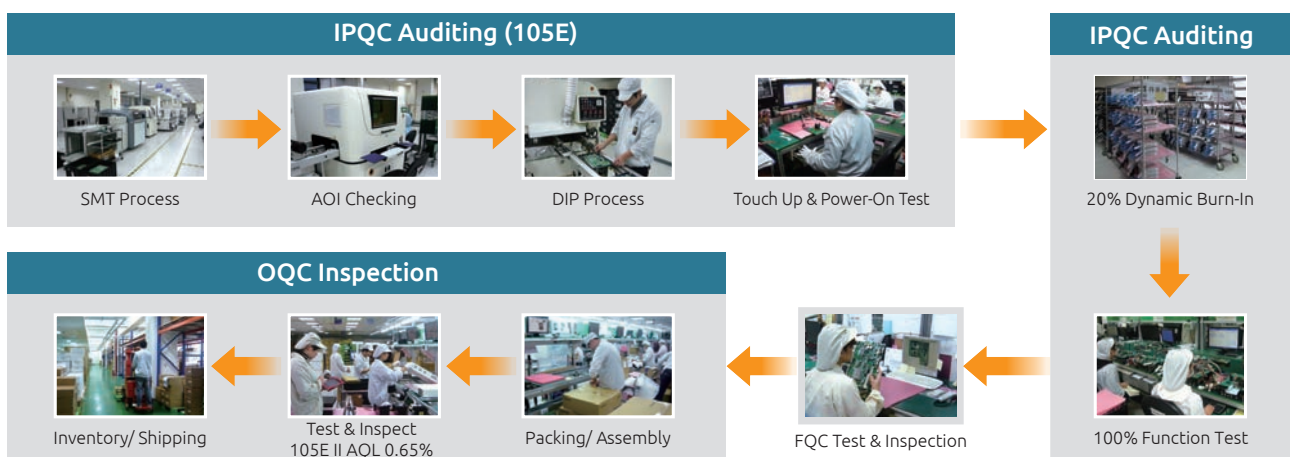 IPQC Auditing (105E)
SMT Process
AOI Checking
DIP Process
Touch Up & Power-On Test
IPQC Auditing
20% Dynamic Burn-In
100% Function Test
FQC Test & Inspection
OQC Inspection
Packing/ Assembly
Test & Inspect
105E II AQL 0.65%
Inventory/ Shipping